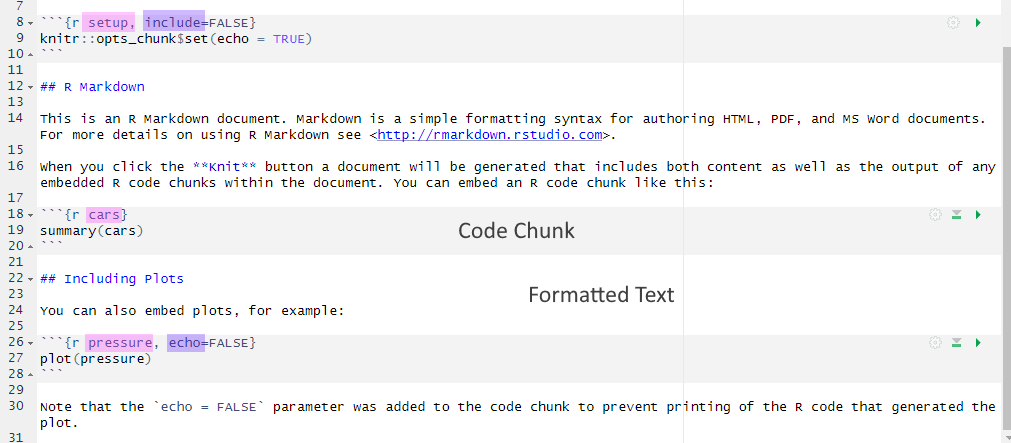 7
8 ```{r setup, include=FALSE}
9 knitr::opts_chunk$set(echo = TRUE)
10 ```
11
12 ## R Markdown
13
14 This is an R Markdown document. Markdown is a simple formatting syntax for authoring HTML, PDF, and MS Word documents.
For more details on using R Markdown see <http://rmarkdown.rstudio.com>.
15
16 When you click the **Knit** button a document will be generated that includes both content as well as the output of any
embedded R code chunks within the document. You can embed an R code chunk like this:
17
18 ```{r cars}
19 summary(cars)
Code Chunk
20 ```
21
22 ## Including Plots
23
Formatted Text
24 You can also embed plots, for example:
25
26 ```{r pressure, echo=FALSE}
27 plot(pressure)
28 ```
29
30 Note that the `echo = FALSE` parameter was added to the code chunk to prevent printing of the R code that generated the
plot.
31